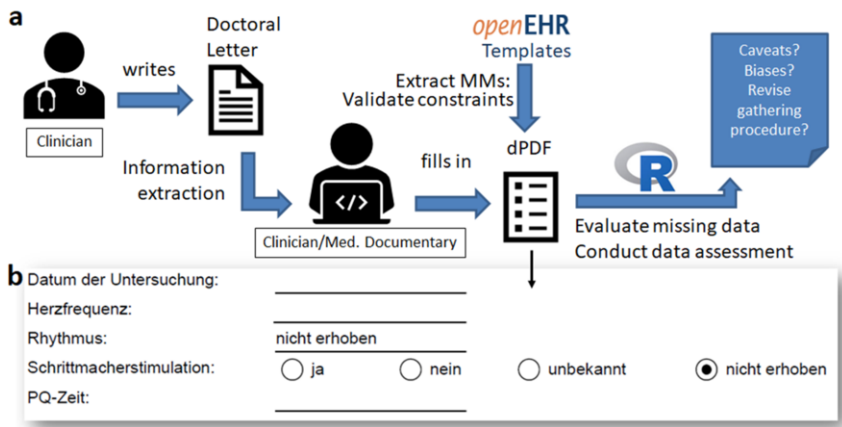 a
Doctoral
Letter
writes
Clinician
Information
extraction
</>
Clinician/Med. Documentary
fills in
openEHR
Templates
Extract MMs:
Validate constraints
dPDF
R
Evaluate missing data
Conduct data assessment
Caveats?
Biases?
Revise
gathering
procedure?
b
Datum der Untersuchung:
Herzfrequenz:
Rhythmus: nicht erhoben
Schrittmacherstimulation: ja nein unbekannt nicht erhoben
PQ-Zeit: